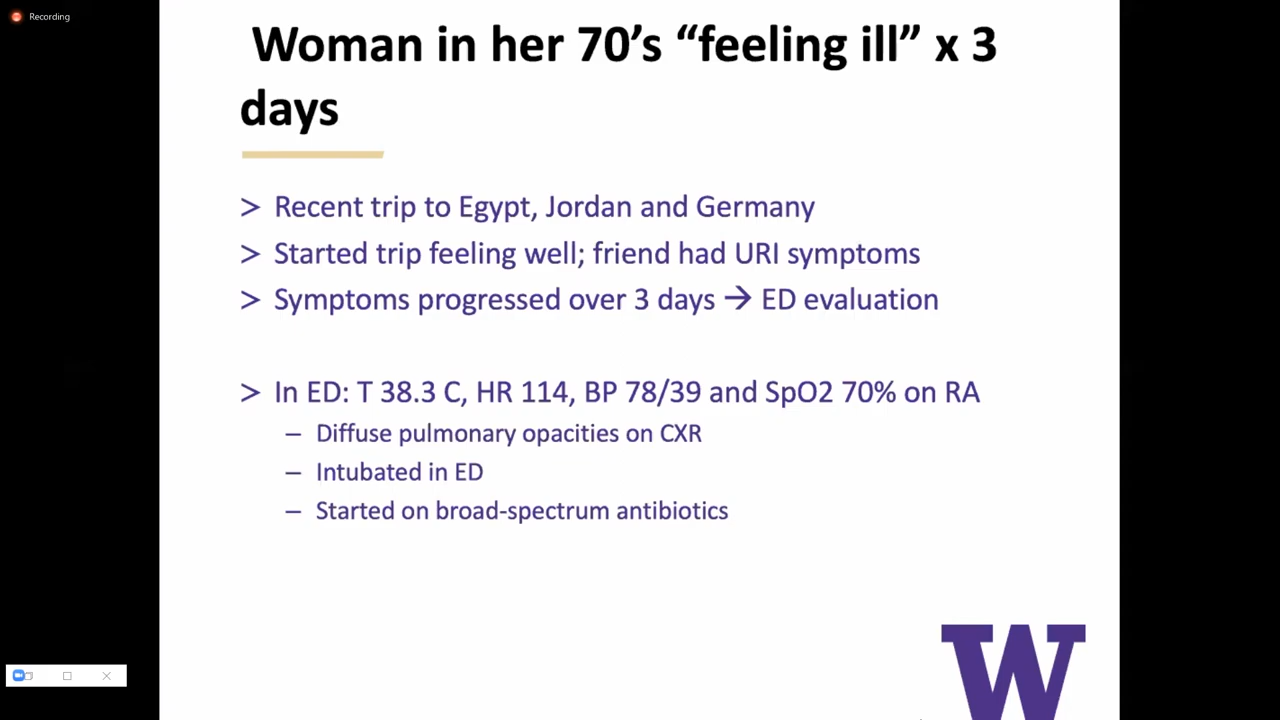 Recording
Woman in her 70's “feeling ill” x 3
days
> Recent trip to Egypt, Jordan and Germany
> Started trip feeling well; friend had URI symptoms
> Symptoms progressed over 3 days → ED evaluation
> In ED: T 38.3 C, HR 114, BP 78/39 and SpO2 70% on RA
– Diffuse pulmonary opacities on CXR
– Intubated in ED
– Started on broad-spectrum antibiotics
W